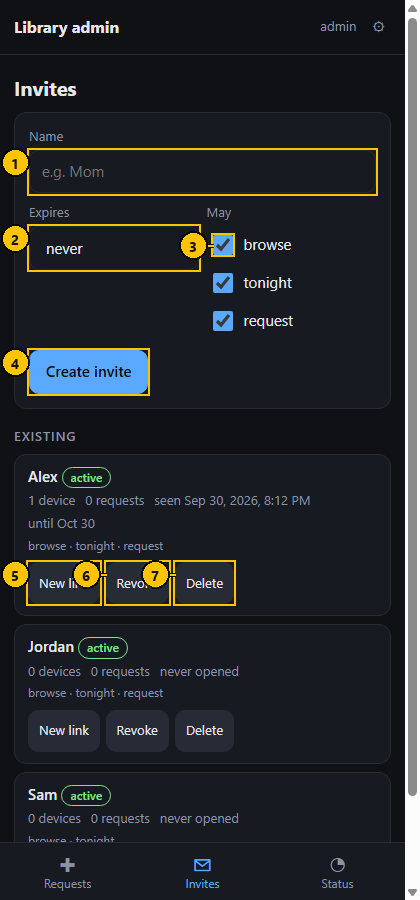 Library admin
admin
Invites
Name
1
e.g. Mom
Expires
May
2
never
3
browse
tonight
request
4
Create invite
EXISTING
Alex active
1 device 0 requests seen Sep 30, 2026, 8:12 PM
until Oct 30
browse · tonight · request
5
New
6
7
Delete
Jordan active
0 devices 0 requests never opened
browse · tonight · request
New link Revoke Delete
Sam active
0 devices 0 requests never opened
browse · tonight
Requests Invites Status